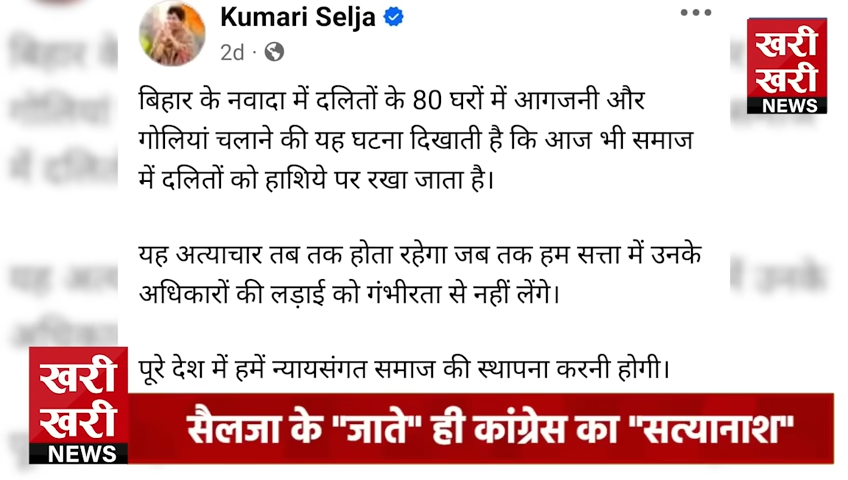 Kumari Selja
2d ·
खरी
खरी
NEWS
बिहार के नवादा में दलितों के 80 घरों में आगजनी और
गोलियां चलाने की यह घटना दिखाती है कि आज भी समाज
में दलितों को हाशिये पर रखा जाता है।
यह अत्याचार तब तक होता रहेगा जब तक हम सत्ता में उनके
अधिकारों की लड़ाई को गंभीरता से नहीं लेंगे।
पूरे देश में हमें न्यायसंगत समाज की स्थापना करनी होगी।
खरी
खरी
NEWS
सैलजा के "जाते" ही कांग्रेस का "सत्यानाश"